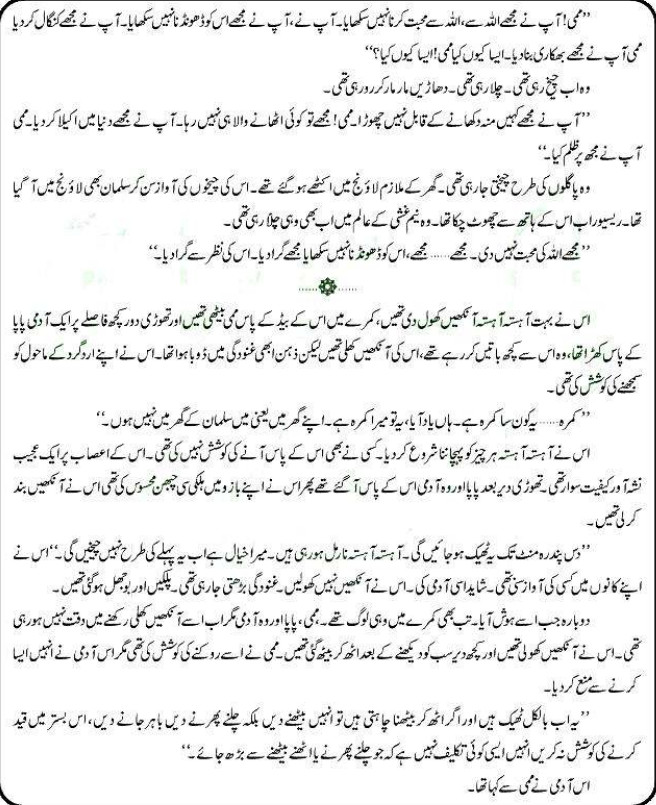 ’’ممی! آپ نے مجھے اللہ سے، اللہ سے محبت کرنا نہیں سکھایا۔ آپ نے، آپ نے مجھے اس کو ڈھونڈنا نہیں سکھایا۔ آپ نے مجھے کنگال کر دیا
ممی آپ نے مجھے بھکاری بنا دیا۔ ایسا کیوں کیا ممی! ایسا کیوں کیا؟‘‘
وہ اب چیخ رہی تھی۔ چلا رہی تھی۔ دھاڑیں مار مار کر رو رہی تھی۔
’’آپ نے مجھے کہیں منہ دکھانے کے قابل نہیں چھوڑا۔ ممی! مجھے تو کوئی اٹھانے والا ہی نہیں رہا۔ آپ نے مجھے دنیا میں اکیلا کر دیا۔ ممی
آپ نے مجھ پر ظلم کیا۔‘‘
وہ پاگلوں کی طرح چیختی جا رہی تھی۔ گھر کے ملازم لاؤنج میں اکٹھے ہو گئے تھے۔ اس کی چیخوں کی آواز سن کر سلمان بھی لاؤنج میں آ گیا
تھا۔ ریسیور اب اس کے ہاتھ سے چھوٹ چکا تھا۔ وہ نیم غشی کے عالم میں اب بھی وہی چلا رہی تھی۔
’’مجھے اللہ کی محبت نہیں دی۔ مجھے...... مجھے، اس کو ڈھونڈنا نہیں سکھایا مجھے گرا دیا۔ اس کی نظر سے گرا دیا۔‘‘
...... ......
اس نے بہت آہستہ آہستہ آنکھیں کھول دی تھیں، کمرے میں اس کے بیڈ کے پاس ممی بیٹھی تھیں اور تھوڑی دور کچھ فاصلے پر ایک آدمی پاپا
کے پاس کھڑا تھا، وہ اس سے کچھ باتیں کر رہے تھے، اس کی آنکھیں کھلی تھیں لیکن ذہن ابھی غنودگی میں ڈوبا ہوا تھا۔ اس نے اپنے اردگرد کے ماحول کو
سمجھنے کی کوشش کی تھی۔
’’کمرہ...... یہ کون سا کمرہ ہے۔ ہاں یاد آیا، یہ تو میرا کمرہ ہے۔ اپنے گھر میں یعنی میں سلمان کے گھر میں نہیں ہوں۔‘‘
اس نے آہستہ آہستہ ہر چیز کو پہچاننا شروع کر دیا۔ کسی نے بھی اس کے پاس آنے کی کوشش نہیں کی تھی۔ اس کے اعصاب پر ایک عجیب
نشہ آور کیفیت سوار تھی۔ تھوڑی دیر بعد پاپا اور وہ آدمی اس کے پاس آ گئے تھے پھر اس نے اپنے بازو میں ہلکی سی چبھن محسوس کی تھی اس نے آنکھیں بند
کر لی تھیں۔
’’دس پندرہ منٹ تک یہ ٹھیک ہو جائیں گی۔ آہستہ آہستہ نارمل ہو رہی ہیں۔ میرا خیال ہے اب یہ پہلے کی طرح نہیں چیخیں گی۔‘‘ اس نے
اپنے کانوں میں کسی کی آواز سنی تھی۔ شاید اسی آدمی کی۔ اس نے آنکھیں نہیں کھولیں۔ غنودگی بڑھتی جا رہی تھی۔ پلکیں اور بوجھل ہو گئی تھیں۔
دوبارہ جب اسے ہوش آیا۔ تب بھی کمرے میں وہی لوگ تھے۔ ممی، پاپا اور وہ آدمی مگر اب اسے آنکھیں کھلی رکھنے میں دقت نہیں ہو رہی
تھی۔ اس نے آنکھیں کھولی تھیں اور کچھ دیر سب کو دیکھنے کے بعد اٹھ کر بیٹھ گئی تھیں۔ ممی نے اسے روکنے کی کوشش کی تھی مگر اس آدمی نے انہیں ایسا
کرنے سے منع کر دیا۔
’’یہ اب بالکل ٹھیک ہیں اور اگر اٹھ کر بیٹھنا چاہتی ہیں تو انہیں بیٹھنے دیں بلکہ چلنے پھرنے دیں باہر جانے دیں، اس بستر میں قید
کرنے کی کوشش نہ کریں انہیں ایسی کوئی تکلیف نہیں ہے کہ جو چلنے پھرنے یا اٹھنے بیٹھنے سے بڑھ جائے۔‘‘
اس آدمی نے ممی سے کہا تھا۔